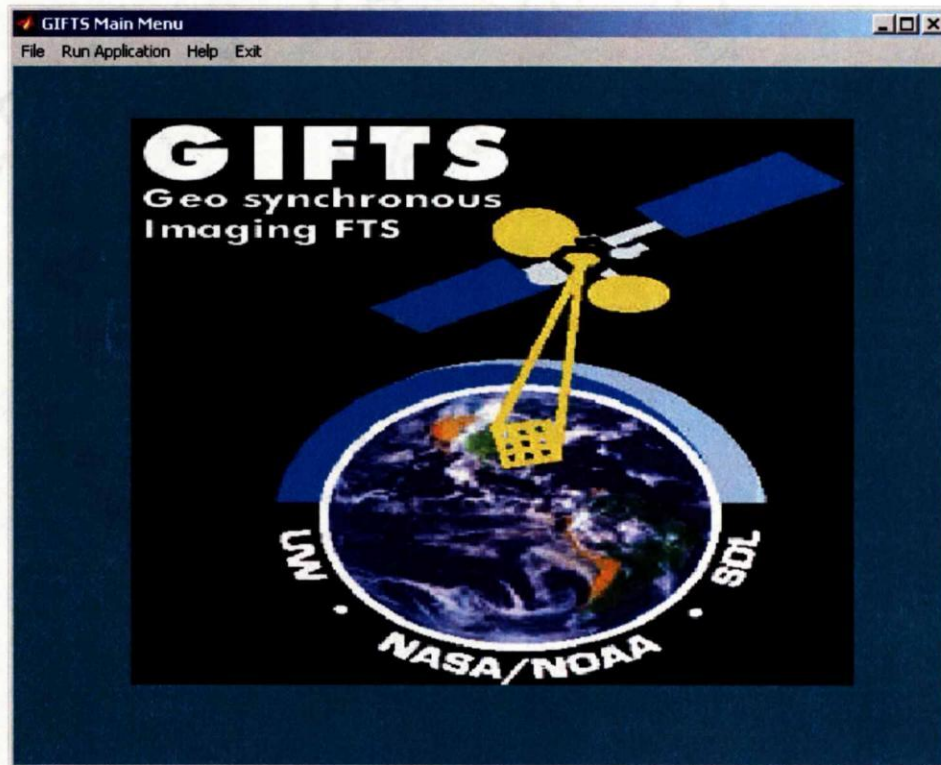 GIFTS Main Menu
File Run Application Help Exit
GIFTS
Geo synchronous
Imaging FTS
UW • NASA/NOAA • SDL